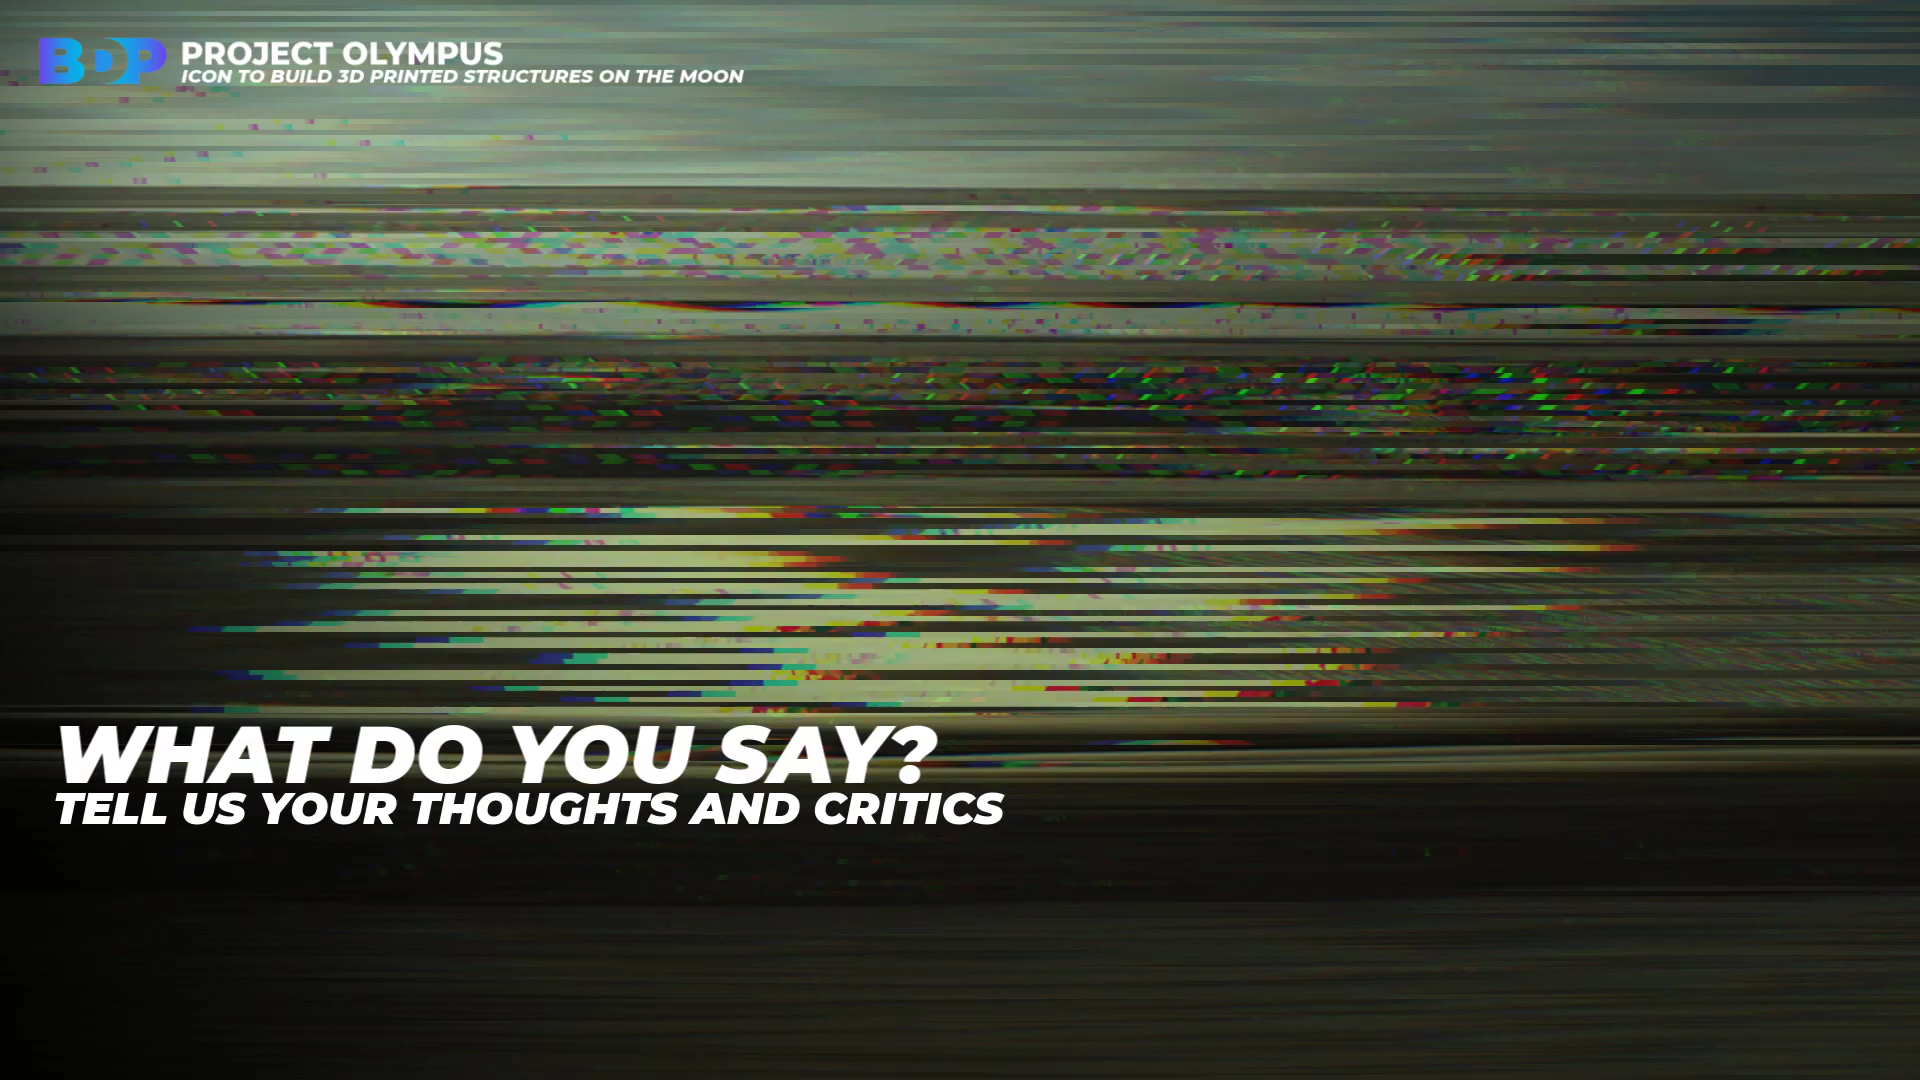 BDP
PROJECT OLYMPUS
ICON TO BUILD 3D PRINTED STRUCTURES ON THE MOON
WHAT DO YOU SAY?
TELL US YOUR THOUGHTS AND CRITICS